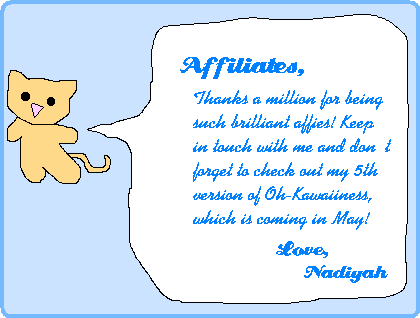 Affiliates,
Thanks a million for being
such brilliant affies! Keep
in touch with me and don t
forget to check out my 5th
version of Oh-Kawaiiness,
which is coming in May!
Love,
Nadiyah